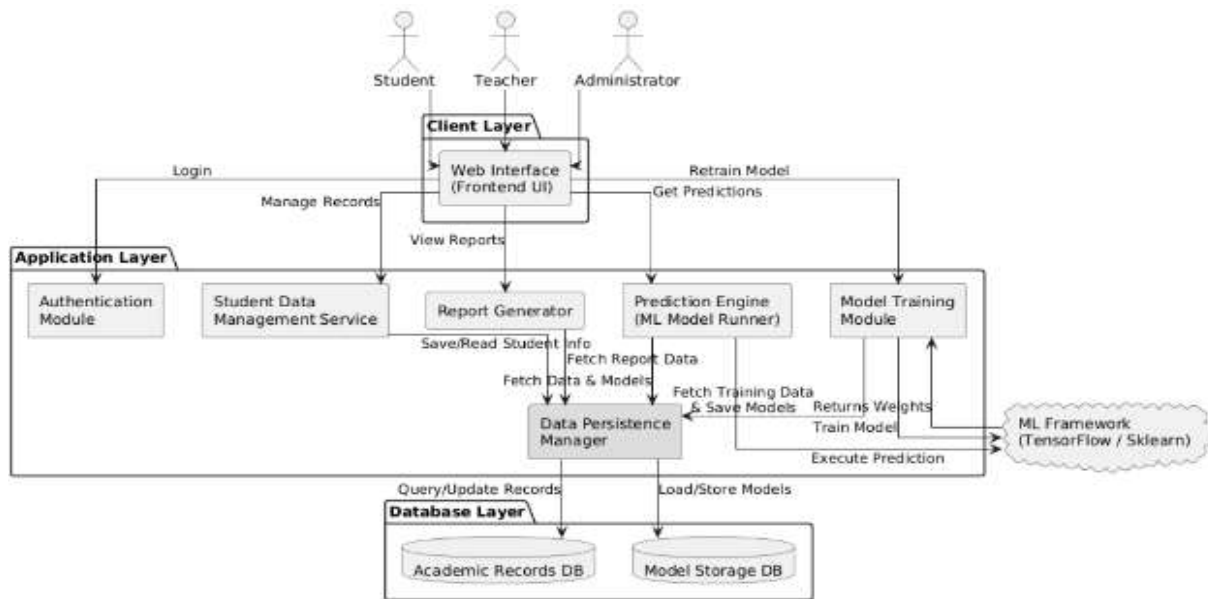 Student
Teacher
Administrator
Client Layer
Web Interface
(Frontend UI)
Login
Retrain Model
Manage Records
Get Predictions
View Reports
Application Layer
Authentication
Module
Student Data
Management Service
Report Generator
Prediction Engine
(ML Model Runner)
Model Training
Module
Save/Read Student Info
Fetch Report Data
Fetch Data & Models
Fetch Training Data
& Save Models
Returns Weights
Train Model
Execute Prediction
ML Framework
(TensorFlow / Sklearn)
Data Persistence
Manager
Query/Update Records
Load/Store Models
Database Layer
Academic Records DB
Model Storage DB